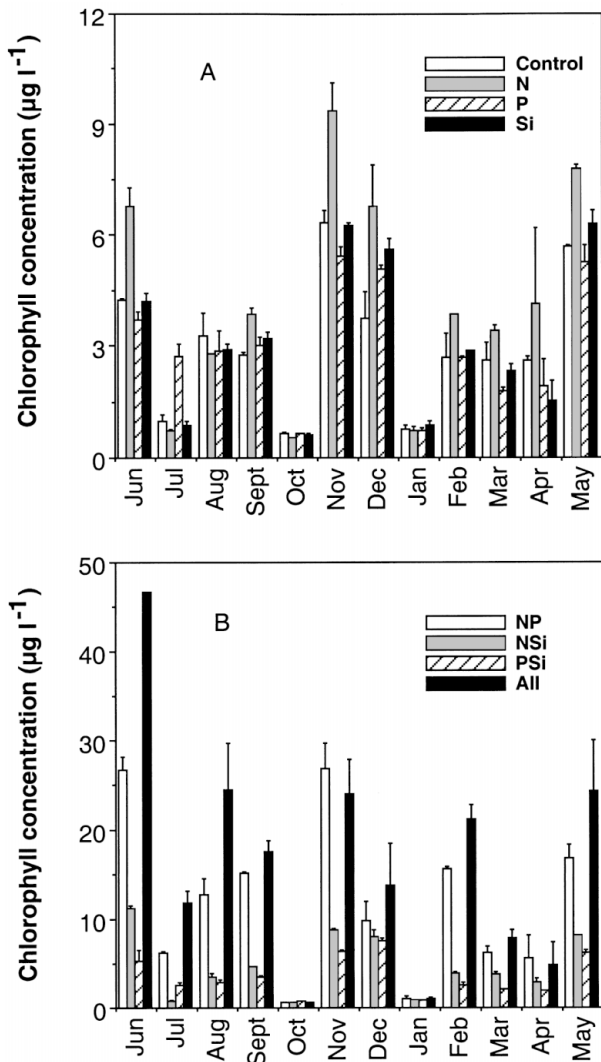 12
9
6
3
0
Chlorophyll concentration (µg l⁻¹)
A
Control
N
P
Si
Jun
Jul
Aug
Sept
Oct
Nov
Dec
Jan
Feb
Mar
Apr
May
50
40
30
20
10
0
Chlorophyll concentration (µg l⁻¹)
B
NP
NSi
PSi
All
Jun
Jul
Aug
Sept
Oct
Nov
Dec
Jan
Feb
Mar
Apr
May